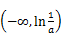 (−∞, ln 1/a)